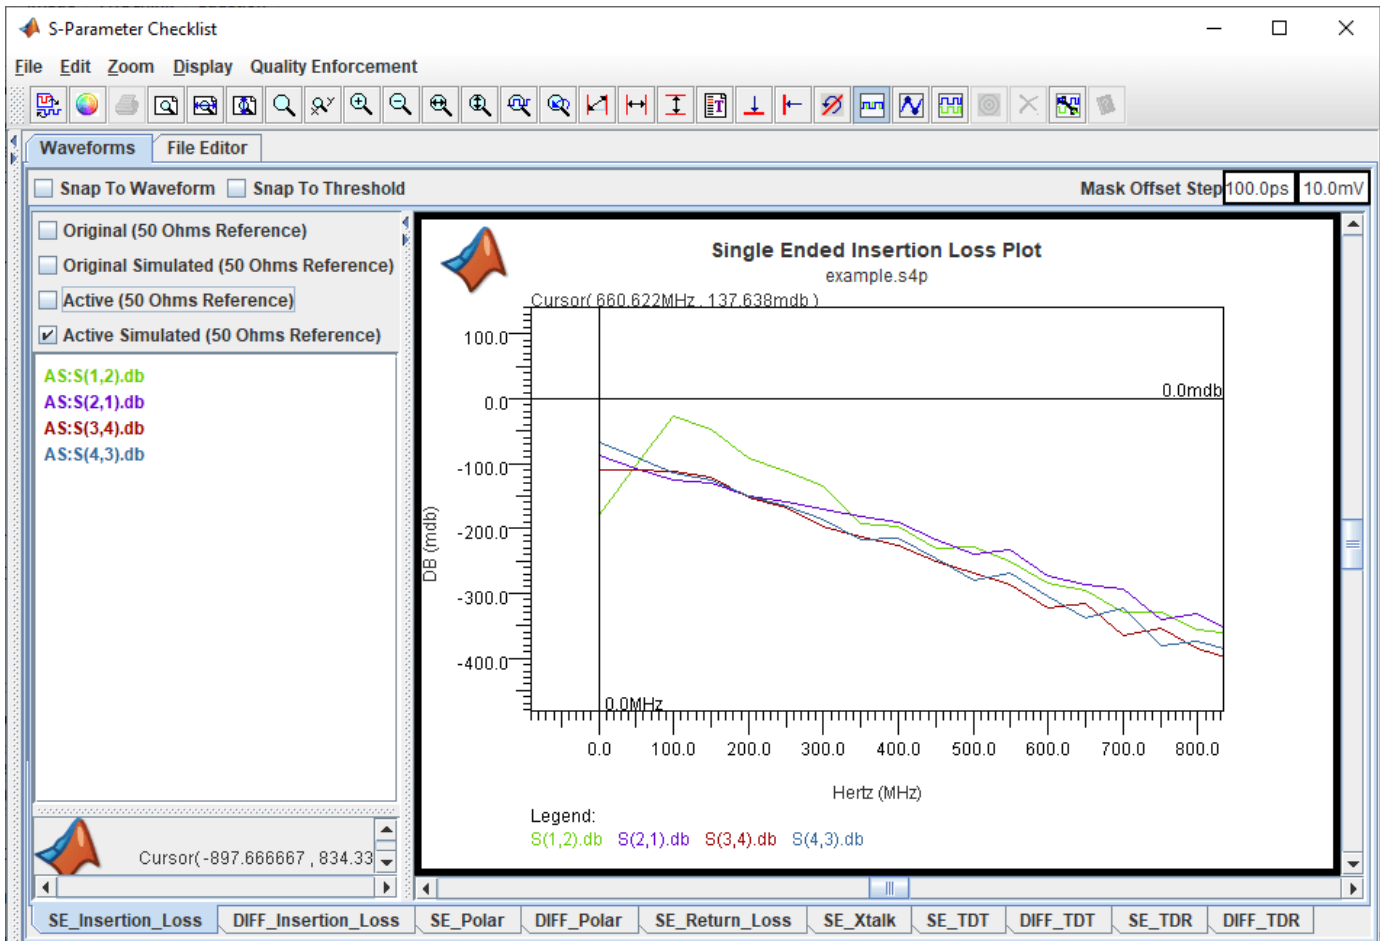 S-Parameter Checklist
File Edit Zoom Display Quality Enforcement
Waveforms File Editor
Snap To Waveform Snap To Threshold Mask Offset Step 100.0ps 10.0mV
Original (50 Ohms Reference)
Original Simulated (50 Ohms Reference)
Active (50 Ohms Reference)
Active Simulated (50 Ohms Reference)
AS:S(1,2).db
AS:S(2,1).db
AS:S(3,4).db
AS:S(4,3).db
Cursor(-897.666667 , 834.33
Single Ended Insertion Loss Plot
example.s4p
Cursor( 660.622MHz , 137.638mdb )
100.0
0.0mdb
0.0
-100.0
-200.0
DB (mdb)
-300.0
-400.0
0.0MHz
0.0 100.0 200.0 300.0 400.0 500.0 600.0 700.0 800.0
Hertz (MHz)
Legend:
S(1,2).db S(2,1).db S(3,4).db S(4,3).db
SE_Insertion_Loss DIFF_Insertion_Loss SE_Polar DIFF_Polar SE_Return_Loss SE_Xtalk SE_TDT DIFF_TDT SE_TDR DIFF_TDR